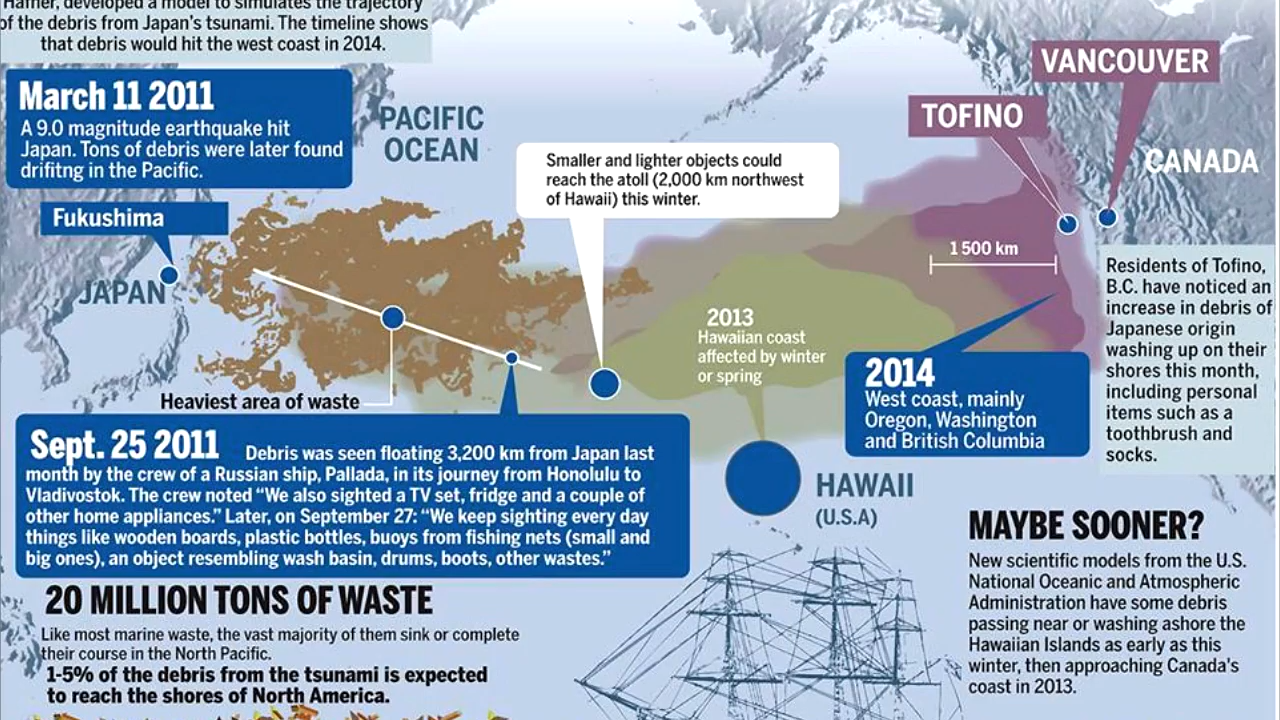 Hafner, developed a model to simulates the trajectory
of the debris from Japan's tsunami. The timeline shows
that debris would hit the west coast in 2014.
March 11 2011
A 9.0 magnitude earthquake hit
Japan. Tons of debris were later found
drifitng in the Pacific.
PACIFIC
OCEAN
Fukushima
JAPAN
Smaller and lighter objects could
reach the atoll (2,000 km northwest
of Hawaii) this winter.
VANCOUVER
TOFINO
CANADA
1 500 km
Residents of Tofino,
B.C. have noticed an
increase in debris of
Japanese origin
washing up on their
shores this month,
including personal
items such as a
toothbrush and
socks.
2013
Hawaiian coast
affected by winter
or spring
2014
West coast, mainly
Oregon, Washington
and British Columbia
Heaviest area of waste
Sept. 25 2011 Debris was seen floating 3,200 km from Japan last
month by the crew of a Russian ship, Pallada, in its journey from Honolulu to
Vladivostok. The crew noted “We also sighted a TV set, fridge and a couple of
other home appliances.” Later, on September 27: “We keep sighting every day
things like wooden boards, plastic bottles, buoys from fishing nets (small and
big ones), an object resembling wash basin, drums, boots, other wastes.”
HAWAII
(U.S.A)
MAYBE SOONER?
New scientific models from the U.S.
National Oceanic and Atmospheric
Administration have some debris
passing near or washing ashore the
Hawaiian Islands as early as this
winter, then approaching Canada's
coast in 2013.
20 MILLION TONS OF WASTE
Like most marine waste, the vast majority of them sink or complete
their course in the North Pacific.
1-5% of the debris from the tsunami is expected
to reach the shores of North America.